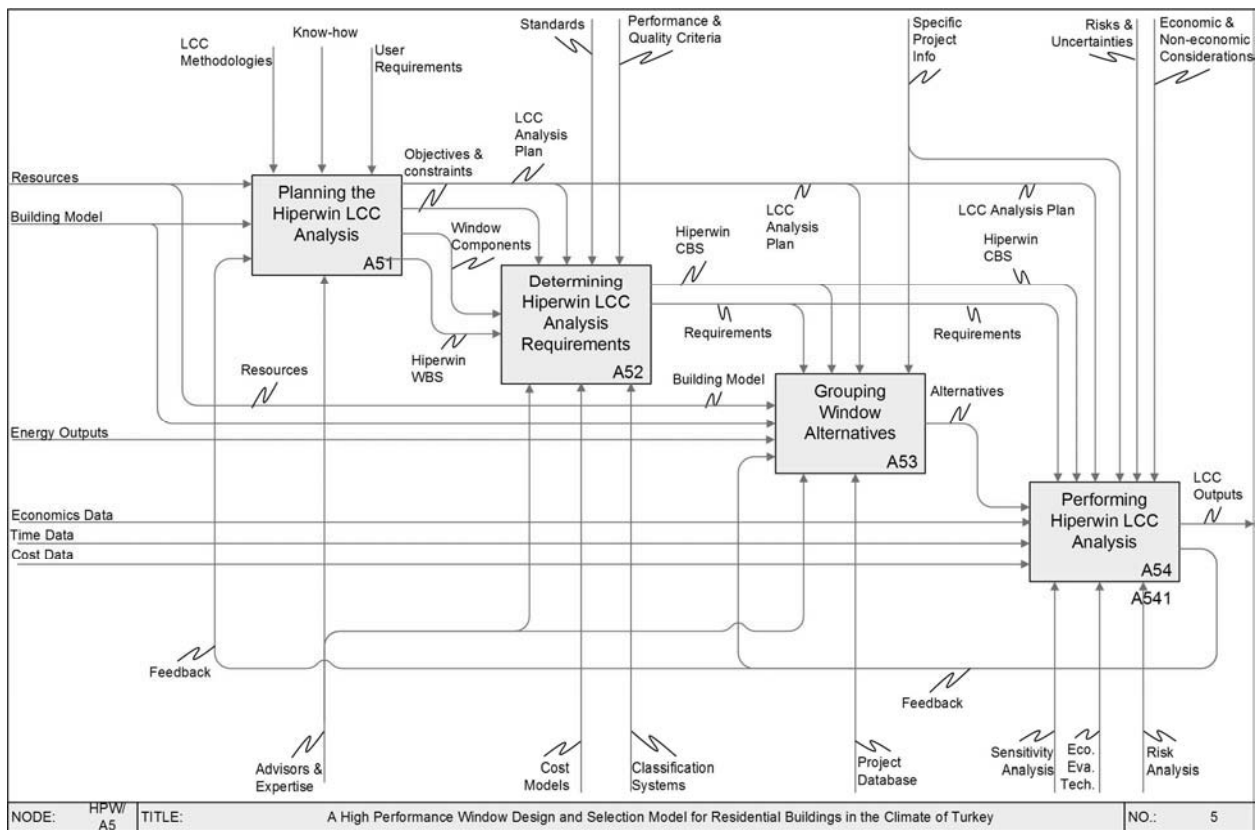 LCC
Methodologies
Know-how
User
Requirements
Standards
Performance &
Quality Criteria
Specific
Project
Info
Risks &
Uncertainties
Economic &
Non-economic
Considerations
Resources
Building Model
Planning the
Hiperwin LCC
Analysis
A51
Objectives &
constraints
LCC
Analysis
Plan
Window
Components
LCC
Analysis
Plan
LCC Analysis Plan
Hiperwin
CBS
Hiperwin
CBS
Determining
Hiperwin LCC
Analysis
Requirements
A52
Requirements
Requirements
Hiperwin
WBS
Resources
Building Model
Grouping
Window
Alternatives
A53
Alternatives
Energy Outputs
Economics Data
Time Data
Cost Data
Performing
Hiperwin LCC
Analysis
A54
A541
LCC
Outputs
Feedback
Feedback
Advisors &
Expertise
Cost
Models
Classification
Systems
Project
Database
Sensitivity
Analysis
Eco.
Eva.
Tech.
Risk
Analysis
NODE:
HPW/
A5
TITLE:
A High Performance Window Design and Selection Model for Residential Buildings in the Climate of Turkey
NO.:
5